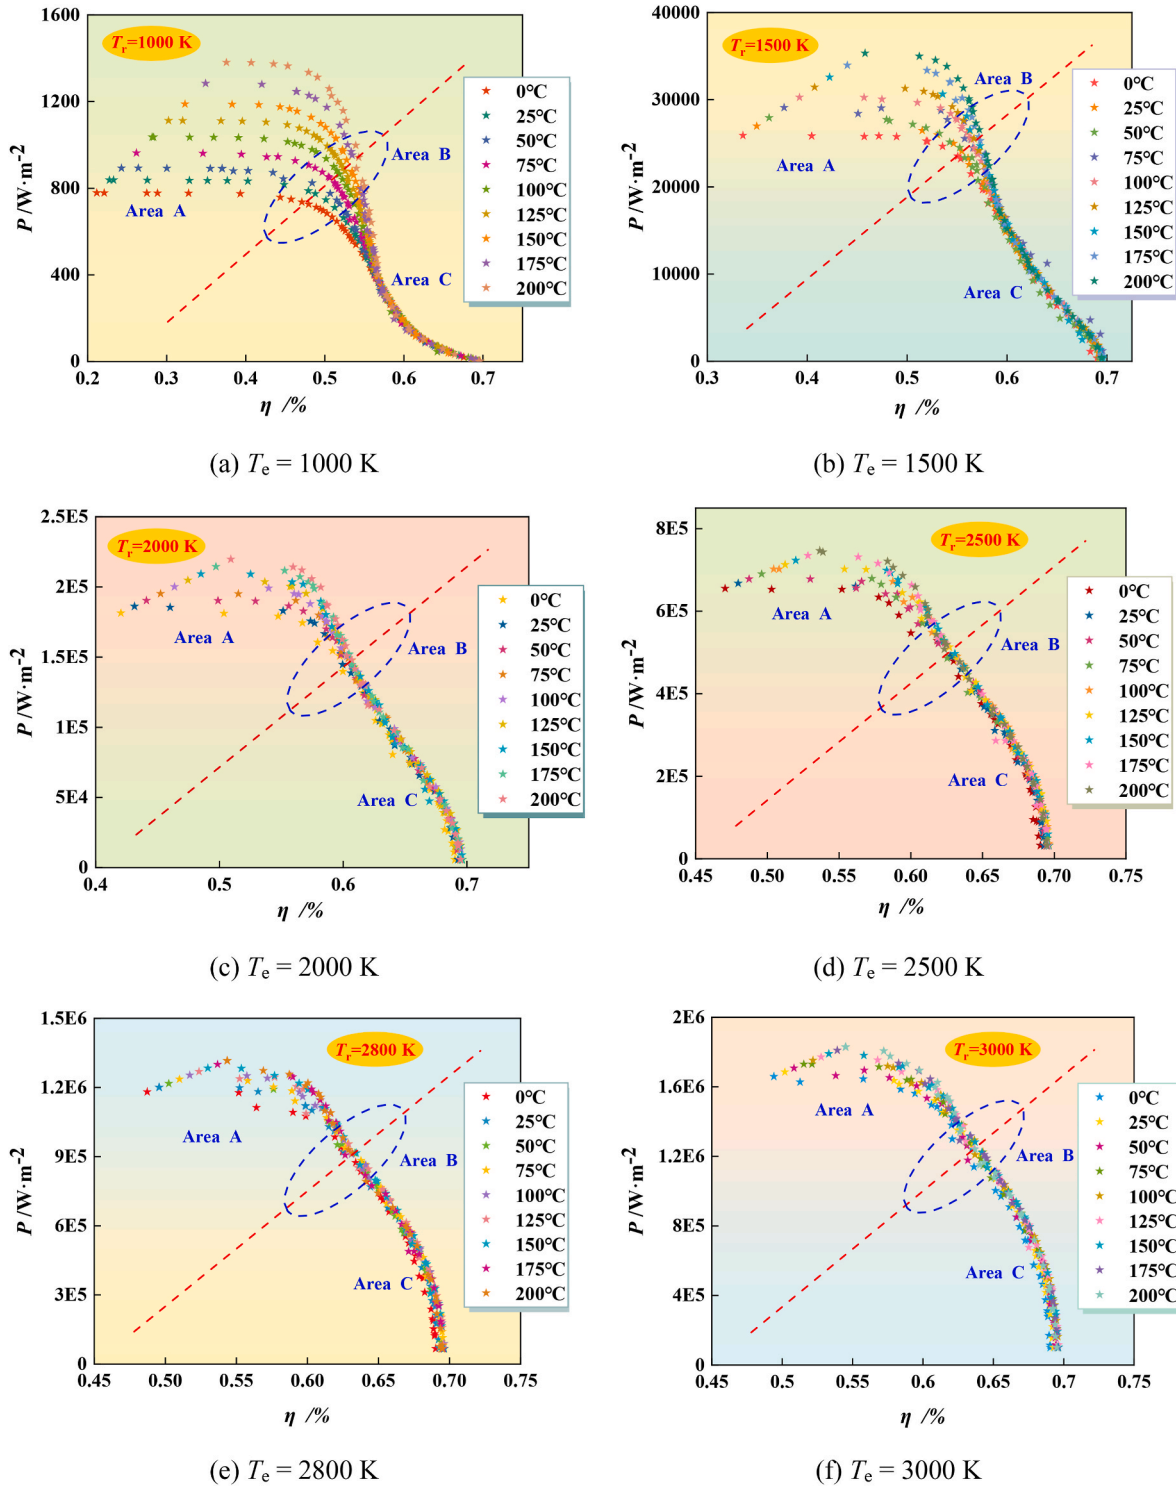 1600
1200
800
400
0
P /W·m-2
Tr=1000 K
Area A
Area B
Area C
0℃
25℃
50℃
75℃
100℃
125℃
150℃
175℃
200℃
0.2 0.3 0.4 0.5 0.6 0.7
η /%
(a) Te = 1000 K
40000
30000
20000
10000
0
P /W·m-2
Tr=1500 K
Area A
Area B
Area C
0℃
25℃
50℃
75℃
100℃
125℃
150℃
175℃
200℃
0.3 0.4 0.5 0.6 0.7
η /%
(b) Te = 1500 K
2.5E5
2E5
1.5E5
1E5
5E4
0
P /W·m-2
Tr=2000 K
Area A
Area B
Area C
0℃
25℃
50℃
75℃
100℃
125℃
150℃
175℃
200℃
0.4 0.5 0.6 0.7
η /%
(c) Te = 2000 K
8E5
6E5
4E5
2E5
0
P /W·m-2
Tr=2500 K
Area A
Area B
Area C
0℃
25℃
50℃
75℃
100℃
125℃
150℃
175℃
200℃
0.45 0.50 0.55 0.60 0.65 0.70 0.75
η /%
(d) Te = 2500 K
1.5E6
1.2E6
9E5
6E5
3E5
0
P /W·m-2
Tr=2800 K
Area A
Area B
Area C
0℃
25℃
50℃
75℃
100℃
125℃
150℃
175℃
200℃
0.45 0.50 0.55 0.60 0.65 0.70 0.75
η /%
(e) Te = 2800 K
2E6
1.6E6
1.2E6
8E5
4E5
0
P /W·m-2
Tr=3000 K
Area A
Area B
Area C
0℃
25℃
50℃
75℃
100℃
125℃
150℃
175℃
200℃
0.45 0.5 0.55 0.6 0.65 0.7 0.75
η /%
(f) Te = 3000 K